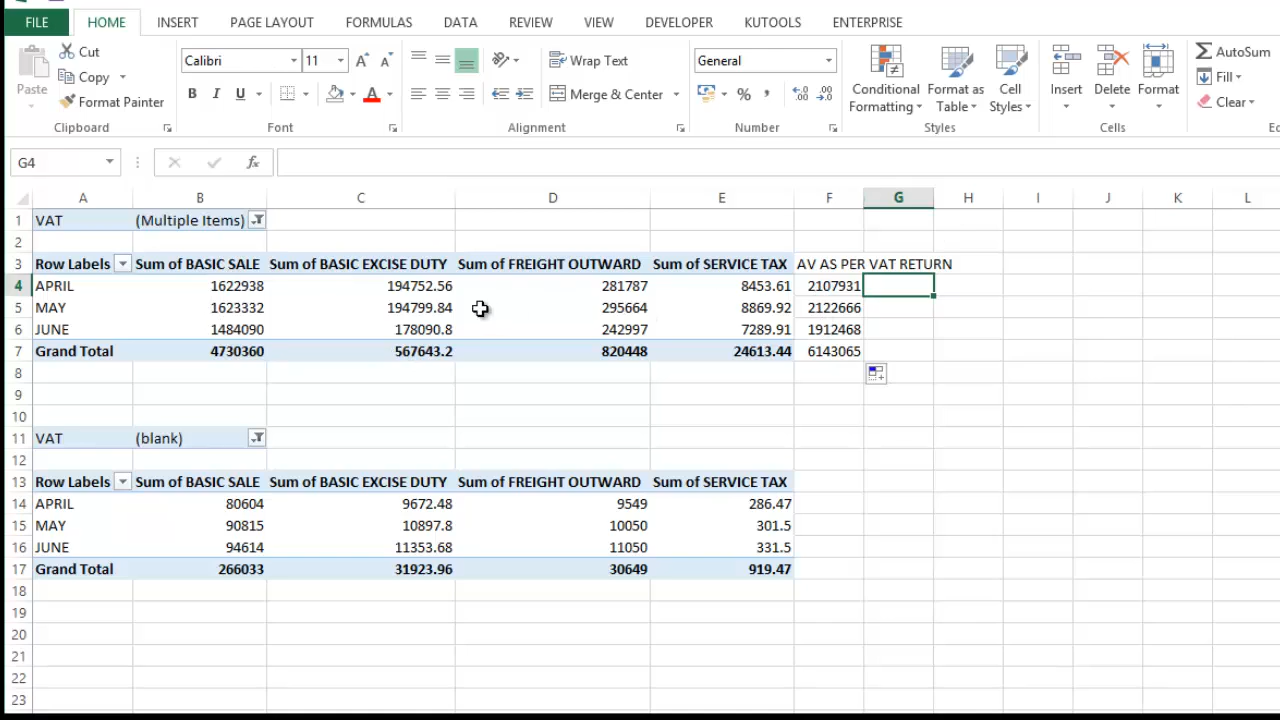 FILE HOME INSERT PAGE LAYOUT FORMULAS DATA REVIEW VIEW DEVELOPER KUTOOLS ENTERPRISE
Paste Cut Copy Format Painter
Clipboard
Calibri 11
B I U A
Font
Wrap Text
Merge & Center
Alignment
General
% ,
Number
Conditional Formatting Format as Table Cell Styles
Styles
Insert Delete Format
Cells
AutoSum
Fill
Clear
G4 fx
A B C D E F G H I J K L
1 VAT (Multiple Items)
2
3 Row Labels Sum of BASIC SALE Sum of BASIC EXCISE DUTY Sum of FREIGHT OUTWARD Sum of SERVICE TAX AV AS PER VAT RETURN
4 APRIL 1622938 194752.56 281787 8453.61 2107931
5 MAY 1623332 194799.84 295664 8869.92 2122666
6 JUNE 1484090 178090.8 242997 7289.91 1912468
7 Grand Total 4730360 567643.2 820448 24613.44 6143065
8
9
10
11 VAT (blank)
12
13 Row Labels Sum of BASIC SALE Sum of BASIC EXCISE DUTY Sum of FREIGHT OUTWARD Sum of SERVICE TAX
14 APRIL 80604 9672.48 9549 286.47
15 MAY 90815 10897.8 10050 301.5
16 JUNE 94614 11353.68 11050 331.5
17 Grand Total 266033 31923.96 30649 919.47
18
19
20
21
22
23